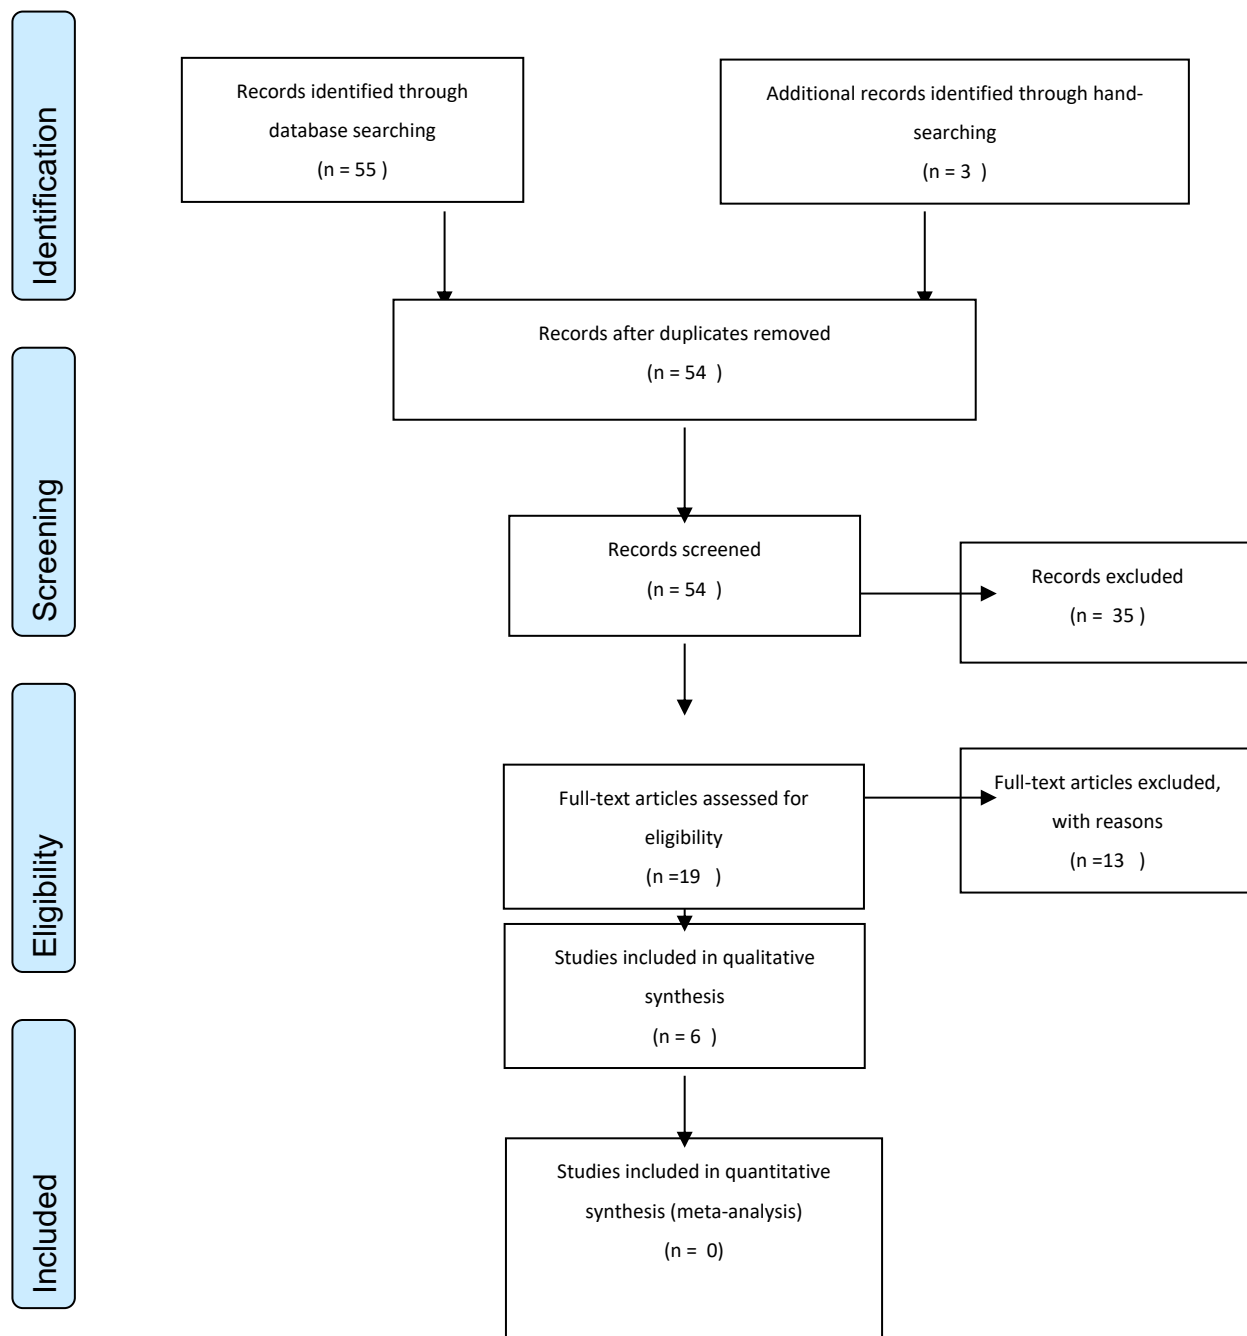 Identification
Records identified through
database searching
(n = 55 )
Additional records identified through hand-
searching
(n = 3 )
Records after duplicates removed
(n = 54 )
Screening
Records screened
(n = 54 )
Records excluded
(n = 35 )
Eligibility
Full-text articles assessed for
eligibility
(n =19 )
Full-text articles excluded,
with reasons
(n =13 )
Studies included in qualitative
synthesis
(n = 6 )
Included
Studies included in quantitative
synthesis (meta-analysis)
(n = 0)